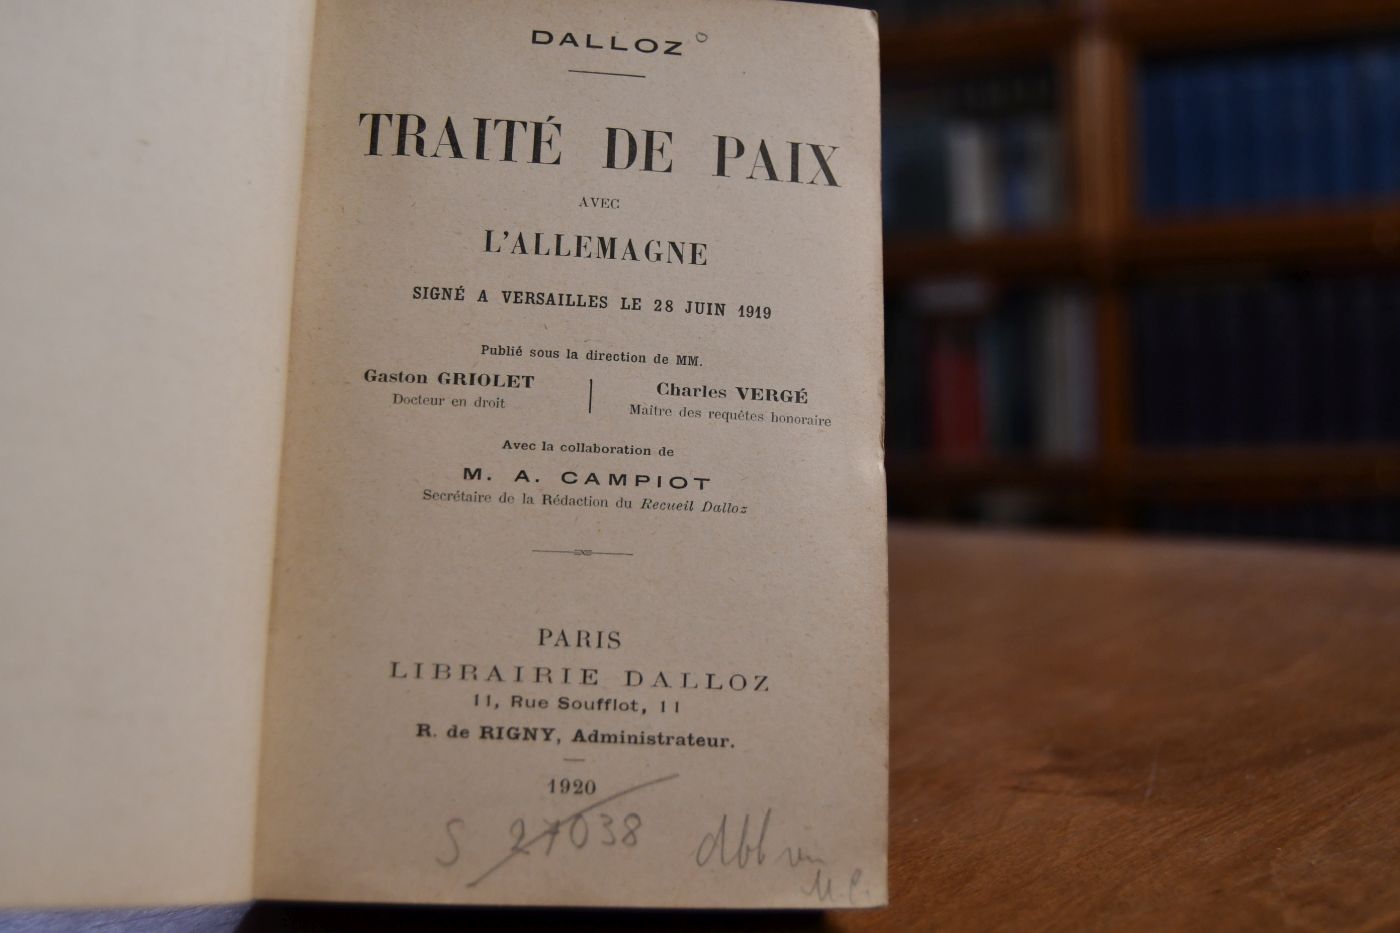 DALLOZ
TRAITÉ DE PAIX
AVEC
L'ALLEMAGNE
SIGNÉ A VERSAILLES LE 28 JUIN 1919
Publié sous la direction de MM.
Gaston GRIOLET
Docteur en droit
Charles VERGÉ
Maître des requêtes honoraire
Avec la collaboration de
M. A. CAMPIOT
Secrétaire de la Rédaction du Recueil Dalloz
PARIS
LIBRAIRIE DALLOZ
11, Rue Soufflot, 11
R. de RIGNY, Administrateur.
1920
S 27038